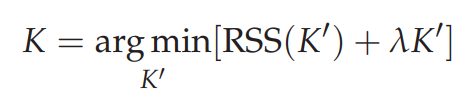 K = arg min[RSS(K′) + λK′]
K′